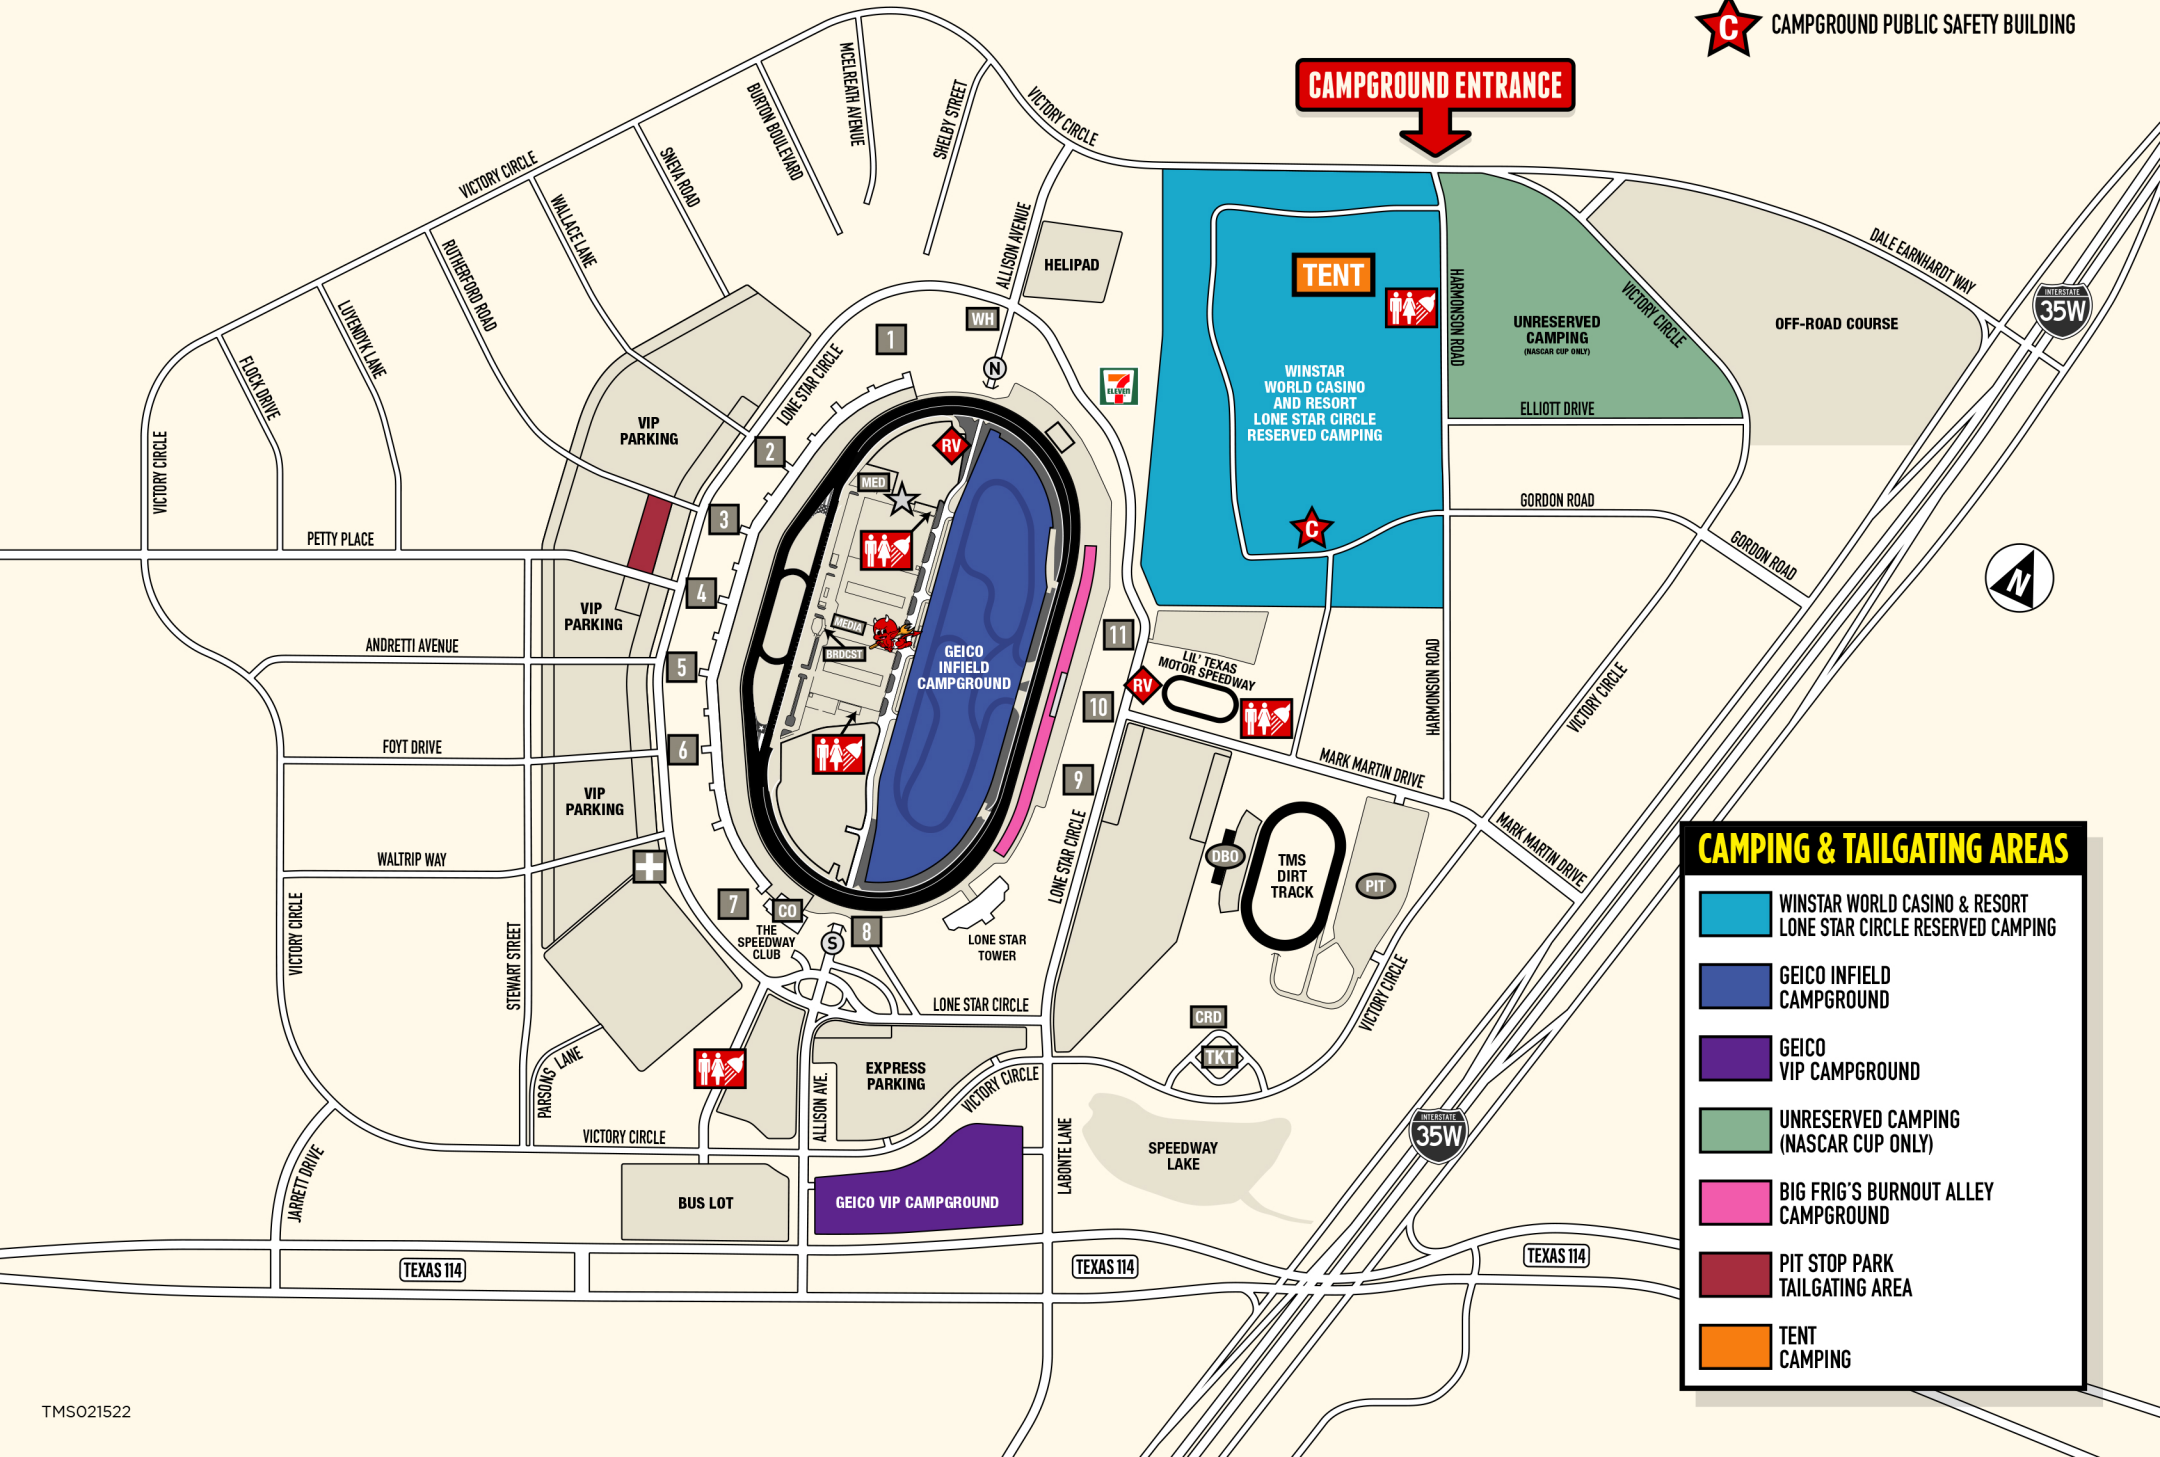 C CAMPGROUND PUBLIC SAFETY BUILDING
CAMPGROUND ENTRANCE
MCELREATH AVENUE
BURTON BOULEVARD
SHELBY STREET
VICTORY CIRCLE
VICTORY CIRCLE
SNEVA ROAD
WALLACE LANE
RUTHERFORD ROAD
LUYENDYK LANE
FLOCK DRIVE
VICTORY CIRCLE
ALLISON AVENUE
HELIPAD
WH
1
N
LONE STAR CIRCLE
7 ELEVEN
TENT
HARMONSON ROAD
UNRESERVED
CAMPING
(NASCAR CUP ONLY)
VICTORY CIRCLE
OFF-ROAD COURSE
DALE EARNHARDT WAY
INTERSTATE
35W
WINSTAR
WORLD CASINO
AND RESORT
LONE STAR CIRCLE
RESERVED CAMPING
ELLIOTT DRIVE
GORDON ROAD
GORDON ROAD
C
N
VIP
PARKING
2
RV
MED
3
PETTY PLACE
4
VIP
PARKING
MEDIA
BRDCST
GEICO
INFIELD
CAMPGROUND
11
LIL' TEXAS
MOTOR SPEEDWAY
RV
10
ANDRETTI AVENUE
5
HARMONSON ROAD
VICTORY CIRCLE
FOYT DRIVE
6
9
MARK MARTIN DRIVE
MARK MARTIN DRIVE
VIP
PARKING
WALTRIP WAY
LONE STAR CIRCLE
DBO
TMS
DIRT
TRACK
PIT
7
CO
THE
SPEEDWAY
CLUB
S
8
LONE STAR
TOWER
VICTORY CIRCLE
STEWART STREET
LONE STAR CIRCLE
VICTORY CIRCLE
CRD
TKT
PARSONS LANE
EXPRESS
PARKING
ALLISON AVE.
VICTORY CIRCLE
VICTORY CIRCLE
LABONTE LANE
SPEEDWAY
LAKE
INTERSTATE
35W
JARRETT DRIVE
BUS LOT
GEICO VIP CAMPGROUND
TEXAS 114
TEXAS 114
TEXAS 114
CAMPING & TAILGATING AREAS
WINSTAR WORLD CASINO & RESORT
LONE STAR CIRCLE RESERVED CAMPING
GEICO INFIELD
CAMPGROUND
GEICO
VIP CAMPGROUND
UNRESERVED CAMPING
(NASCAR CUP ONLY)
BIG FRIG'S BURNOUT ALLEY
CAMPGROUND
PIT STOP PARK
TAILGATING AREA
TENT
CAMPING
TMS021522